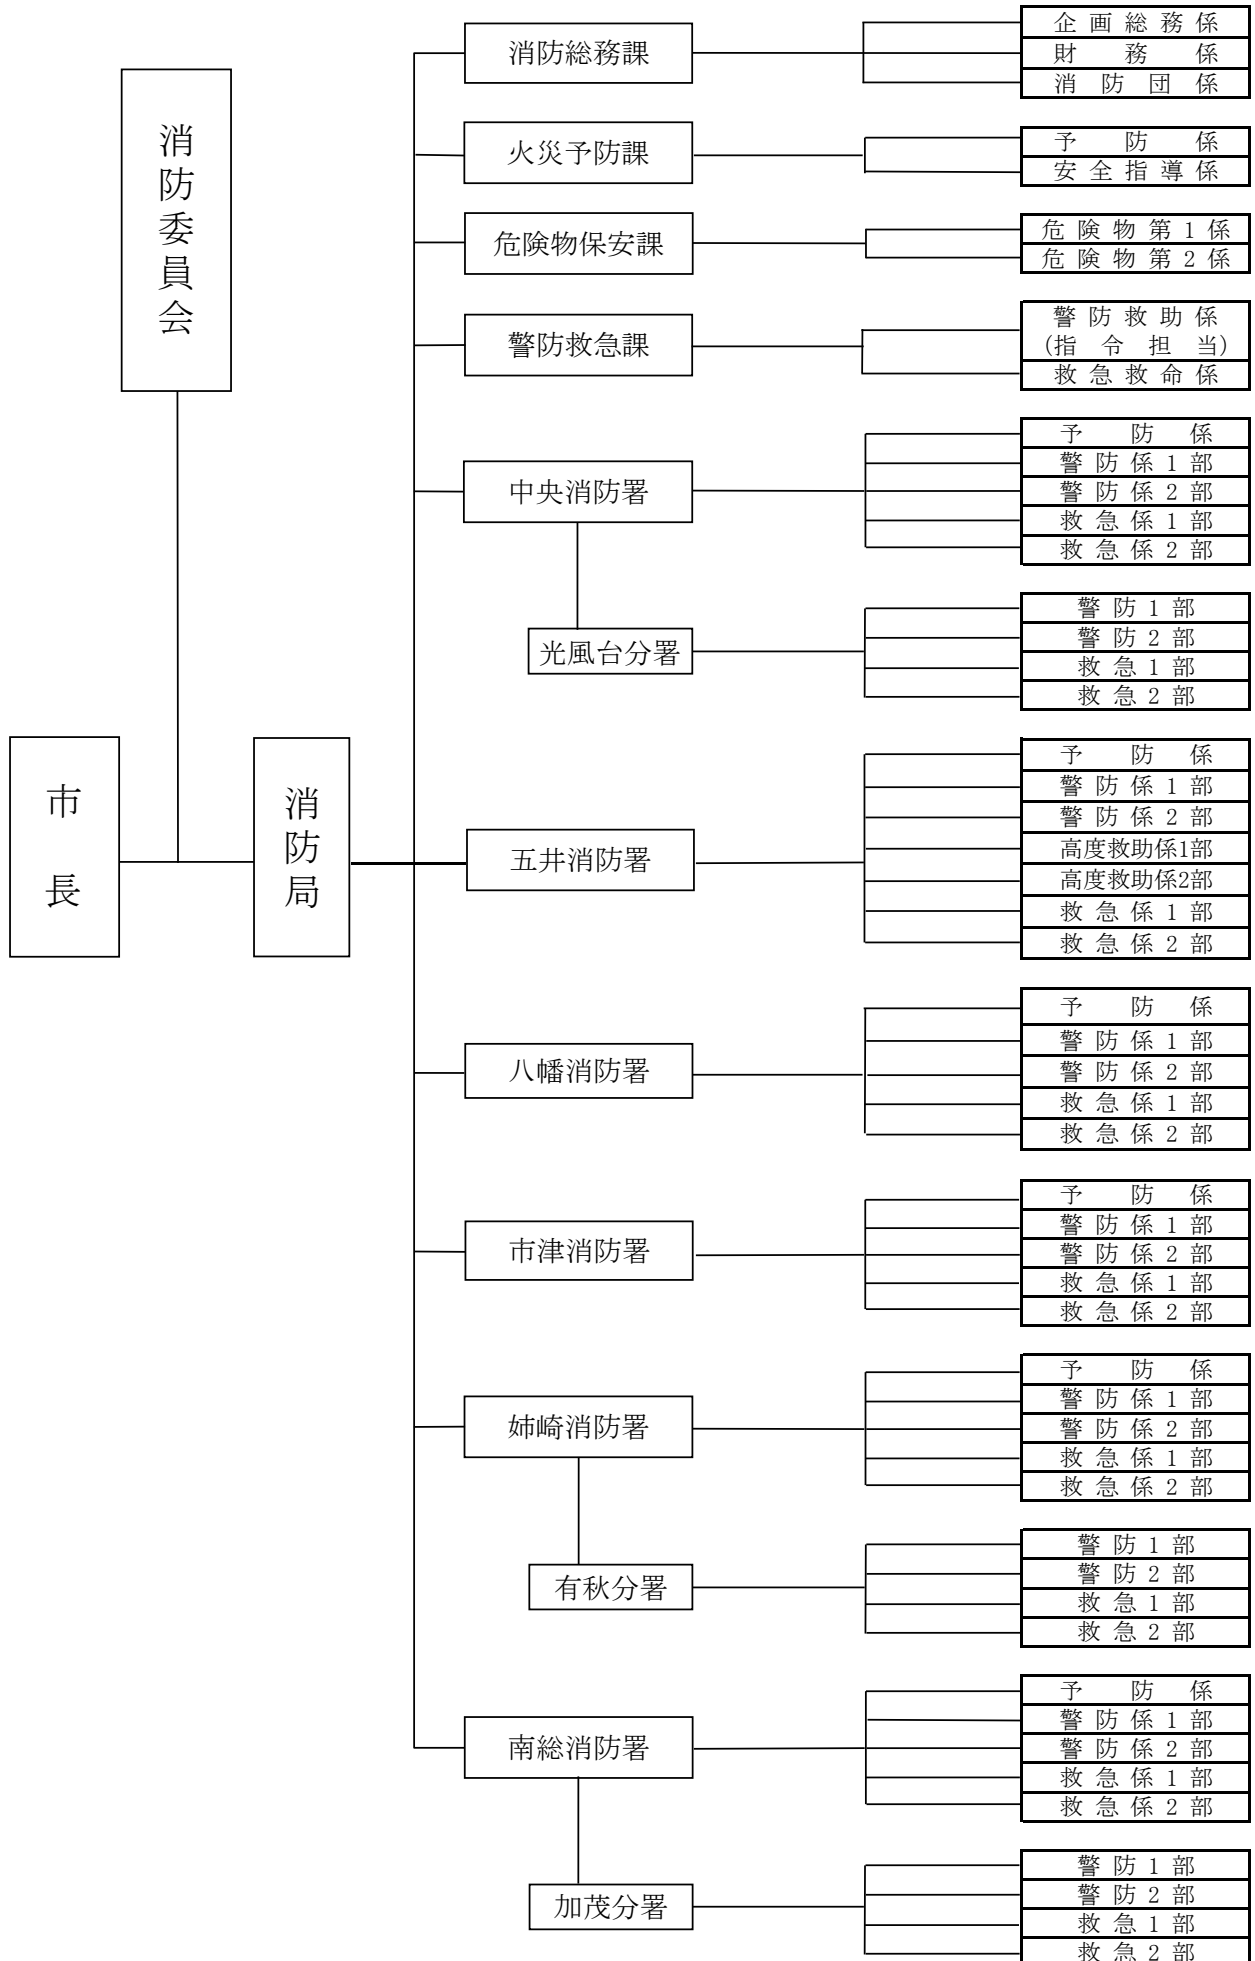 消防委員会
市長
消防局
消防総務課
企画総務係
財務係
消防団係
火災予防課
予防係
安全指導係
危険物保安課
危険物第1係
危険物第2係
警防救急課
警防救助係
(指令担当)
救急救命係
中央消防署
予防係
警防係1部
警防係2部
救急係1部
救急係2部
光風台分署
警防1部
警防2部
救急1部
救急2部
五井消防署
予防係
警防係1部
警防係2部
高度救助係1部
高度救助係2部
救急係1部
救急係2部
八幡消防署
予防係
警防係1部
警防係2部
救急係1部
救急係2部
市津消防署
予防係
警防係1部
警防係2部
救急係1部
救急係2部
姉崎消防署
予防係
警防係1部
警防係2部
救急係1部
救急係2部
有秋分署
警防1部
警防2部
救急1部
救急2部
南総消防署
予防係
警防係1部
警防係2部
救急係1部
救急係2部
加茂分署
警防1部
警防2部
救急1部
救急2部